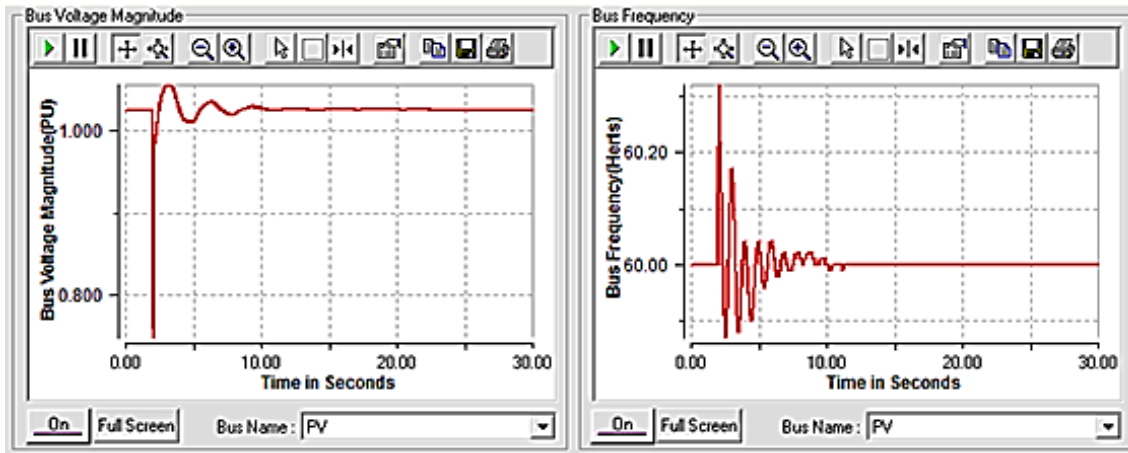 Bus Voltage Magnitude
Bus Voltage Magnitude(PU)
1.000
0.800
0.00
10.00
20.00
30.00
Time in Seconds
On
Full Screen
Bus Name : PV
Bus Frequency
Bus Frequency(Herts)
60.20
60.00
0.00
10.00
20.00
30.00
Time in Seconds
On
Full Screen
Bus Name : PV